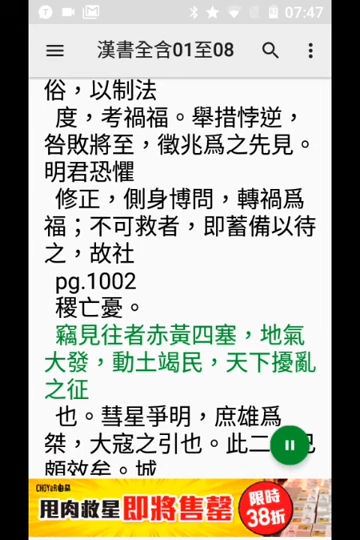 07:47
漢書全含01至08
俗，以制法
度，考禍福。舉措悖逆，
咎敗將至，徵兆爲之先見。
明君恐懼
修正，側身博問，轉禍爲
福；不可救者，即蓄備以待
之，故社
pg.1002
稷亡憂。
竊見往者赤黃四塞，地氣
大發，動土竭民，天下擾亂
之征
也。彗星爭明，庶雄爲
桀，大寇之引也。此二
頗效矣。城
甩肉救星即將售罄
限時
38折